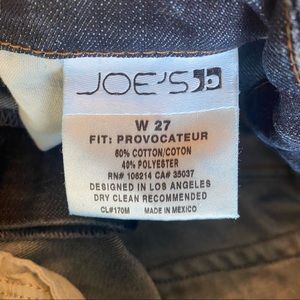 JOE'S
W 27
FIT: PROVOCATEUR
60% COTTON/COTON
40% POLYESTER
RN# 106214 CA# 35037
DESIGNED IN LOS ANGELES
DRY CLEAN RECOMMENDED
CL#170M MADE IN MEXICO